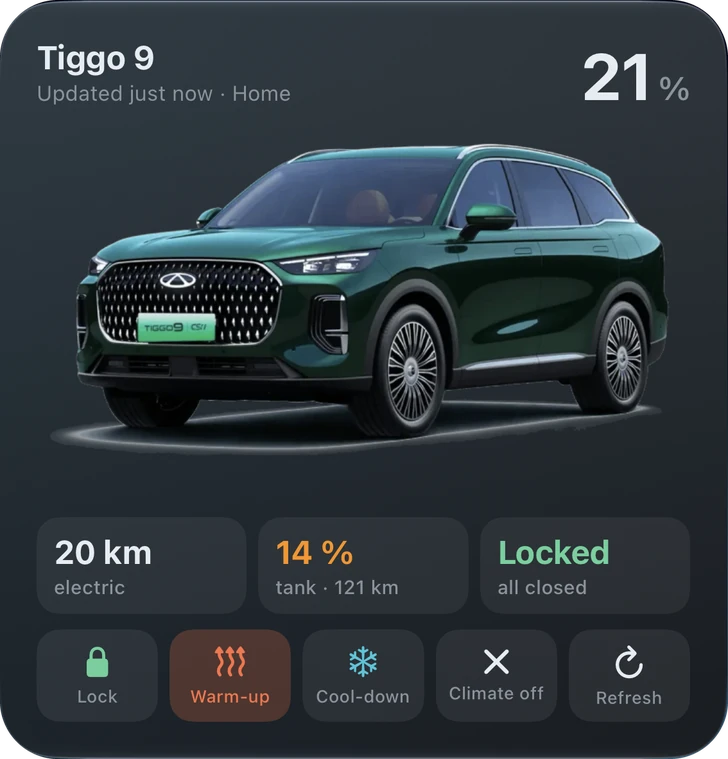 Tiggo 9
Updated just now · Home
21 %
TIGGO9
20 km
electric
14 %
tank · 121 km
Locked
all closed
Lock
Warm-up
Cool-down
Climate off
Refresh